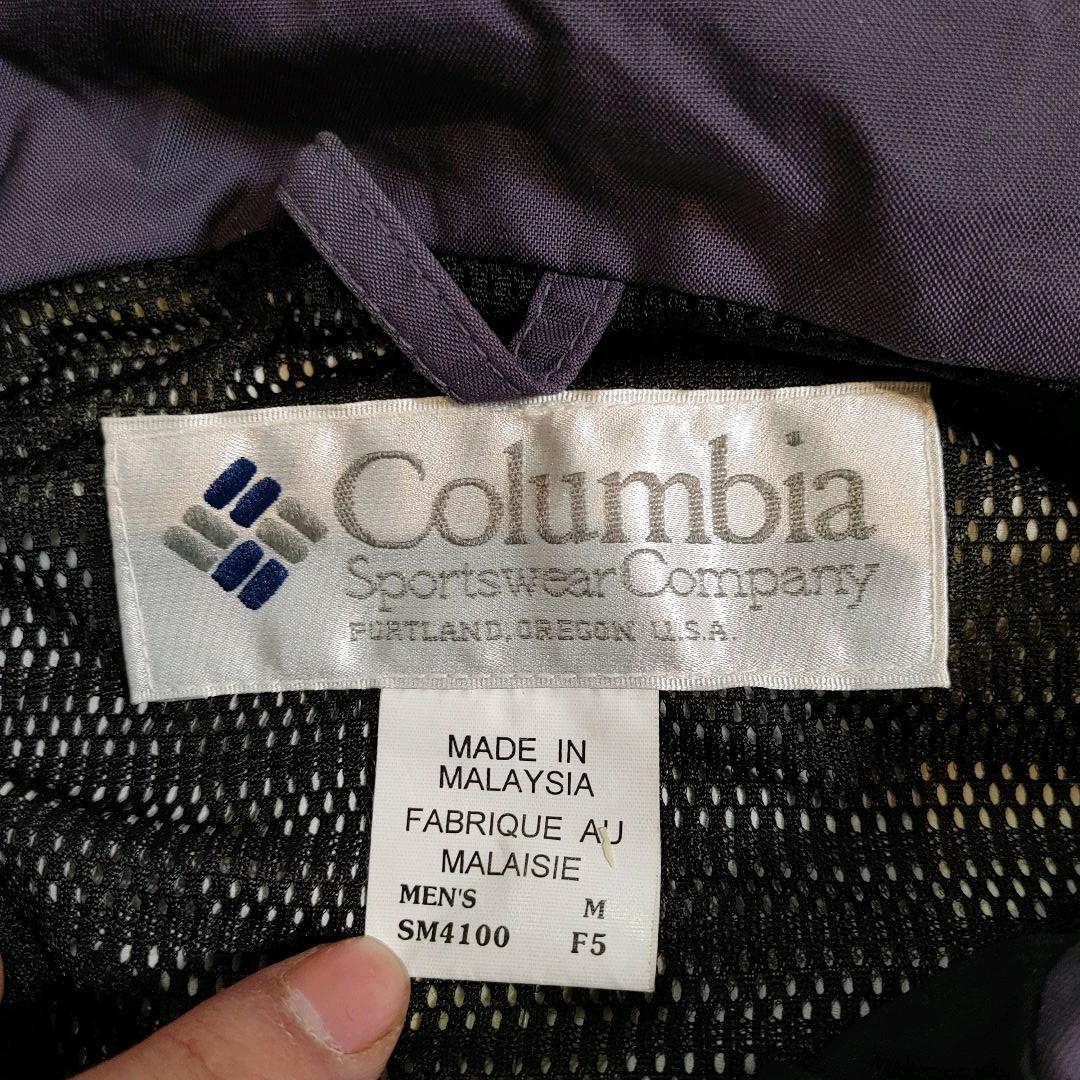 Columbia
Sportswear Company
PORTLAND, OREGON U.S.A.
MADE IN
MALAYSIA
FABRIQUE AU
MALAISIE
MEN'S M
SM4100 F5